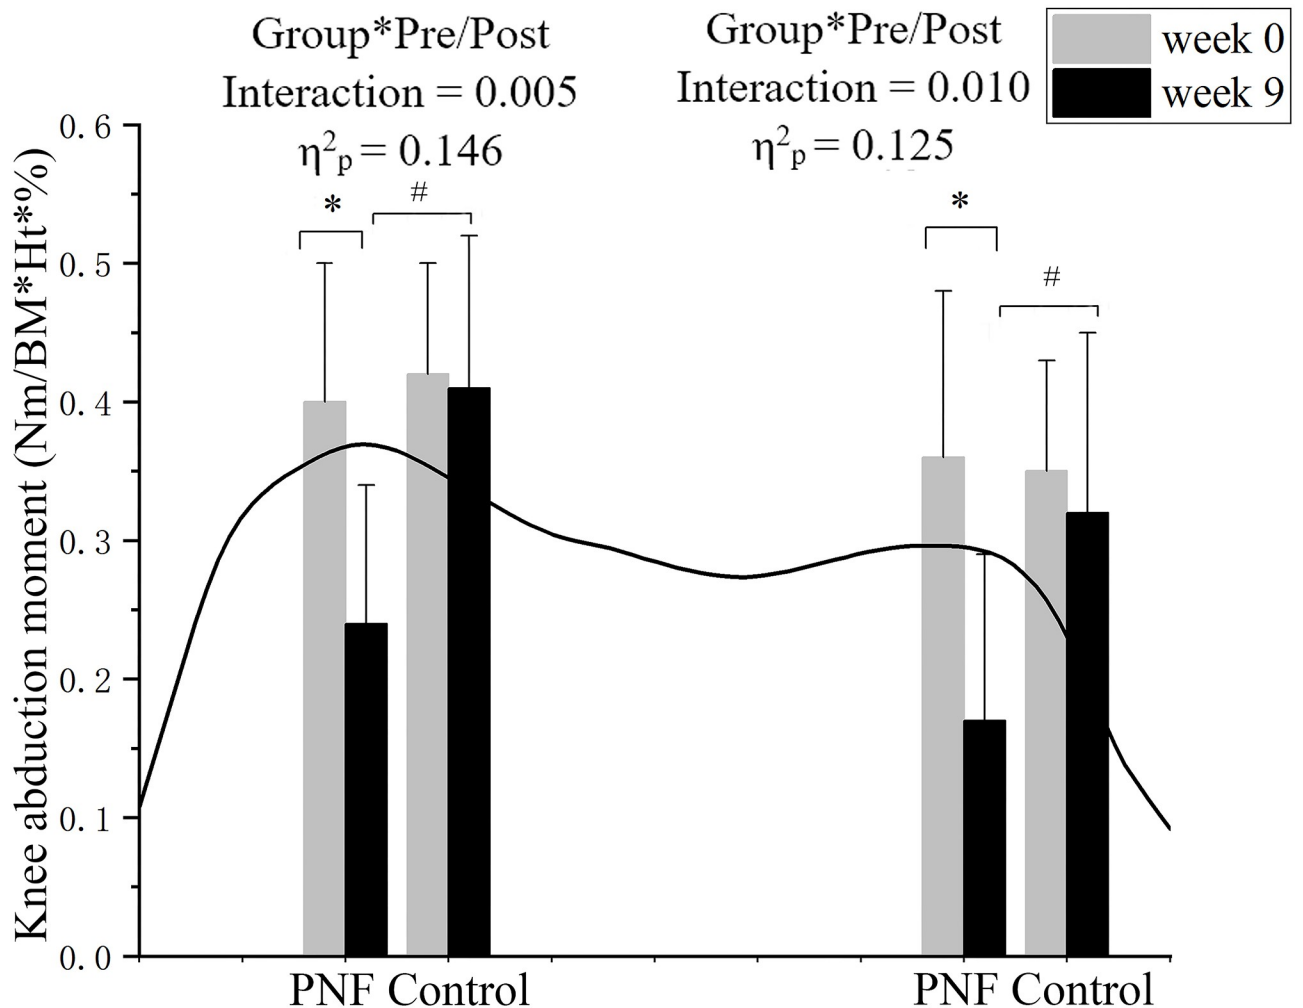 Group*Pre/Post
Interaction = 0.005
η²ₚ = 0.146
Group*Pre/Post
Interaction = 0.010
η²ₚ = 0.125
week 0
week 9
*
#
*
#
Knee abduction moment (Nm/BM*Ht*%)
0.6
0.5
0.4
0.3
0.2
0.1
0.0
PNF Control
PNF Control